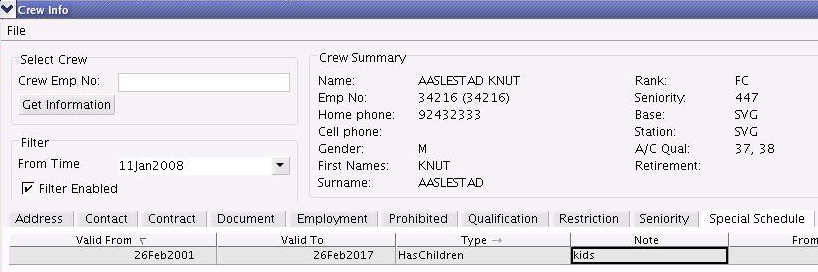 Crew Info
File
Select Crew
Crew Emp No:
Get Information
Filter
From Time 11Jan2008
Filter Enabled
Crew Summary
Name: AASLESTAD KNUT Rank: FC
Emp No: 34216 (34216) Seniority: 447
Home phone: 92432333 Base: SVG
Cell phone: Station: SVG
Gender: M A/C Qual: 37, 38
First Names: KNUT Retirement:
Surname: AASLESTAD
Address Contact Contract Document Employment Prohibited Qualification Restriction Seniority Special Schedule
Valid From Valid To Type → Note From
26Feb2001 26Feb2017 HasChildren kids